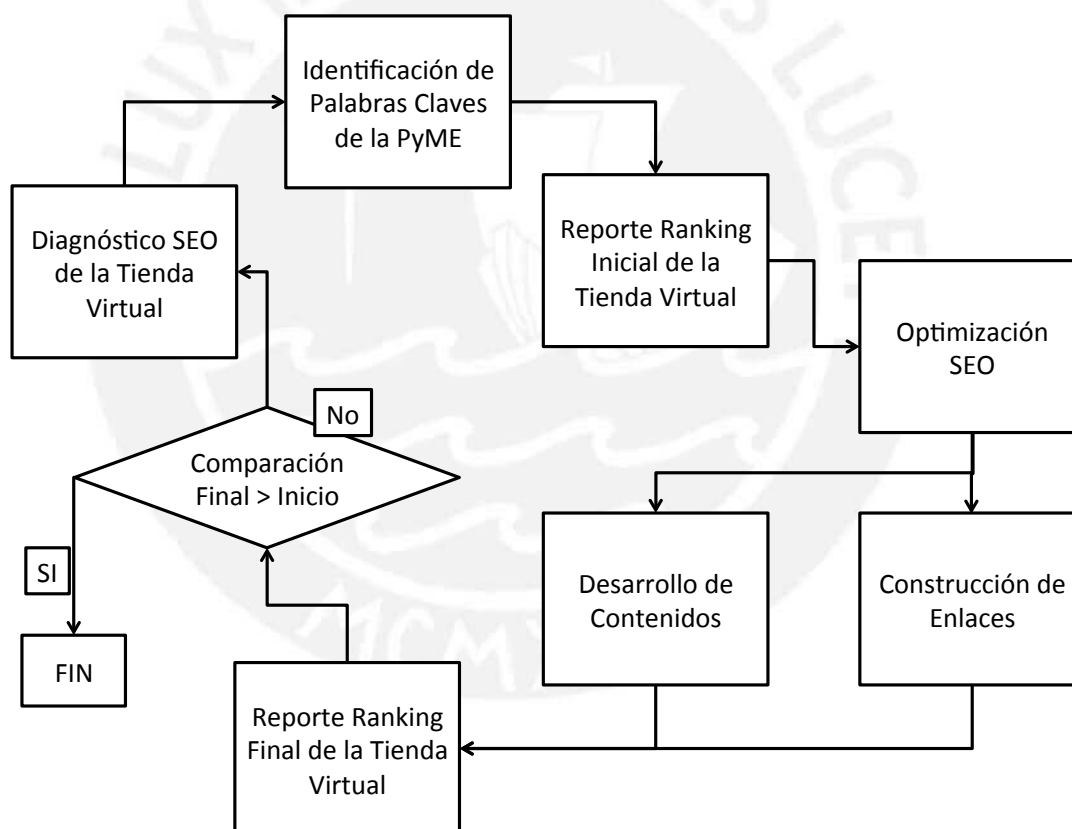 Identificación de
Palabras Claves
de la PyME
Diagnóstico SEO
de la Tienda
Virtual
Reporte Ranking
Inicial de la
Tienda Virtual
Optimización
SEO
No
Comparación
Final > Inicio
SI
FIN
Desarrollo de
Contenidos
Construcción de
Enlaces
Reporte Ranking
Final de la Tienda
Virtual